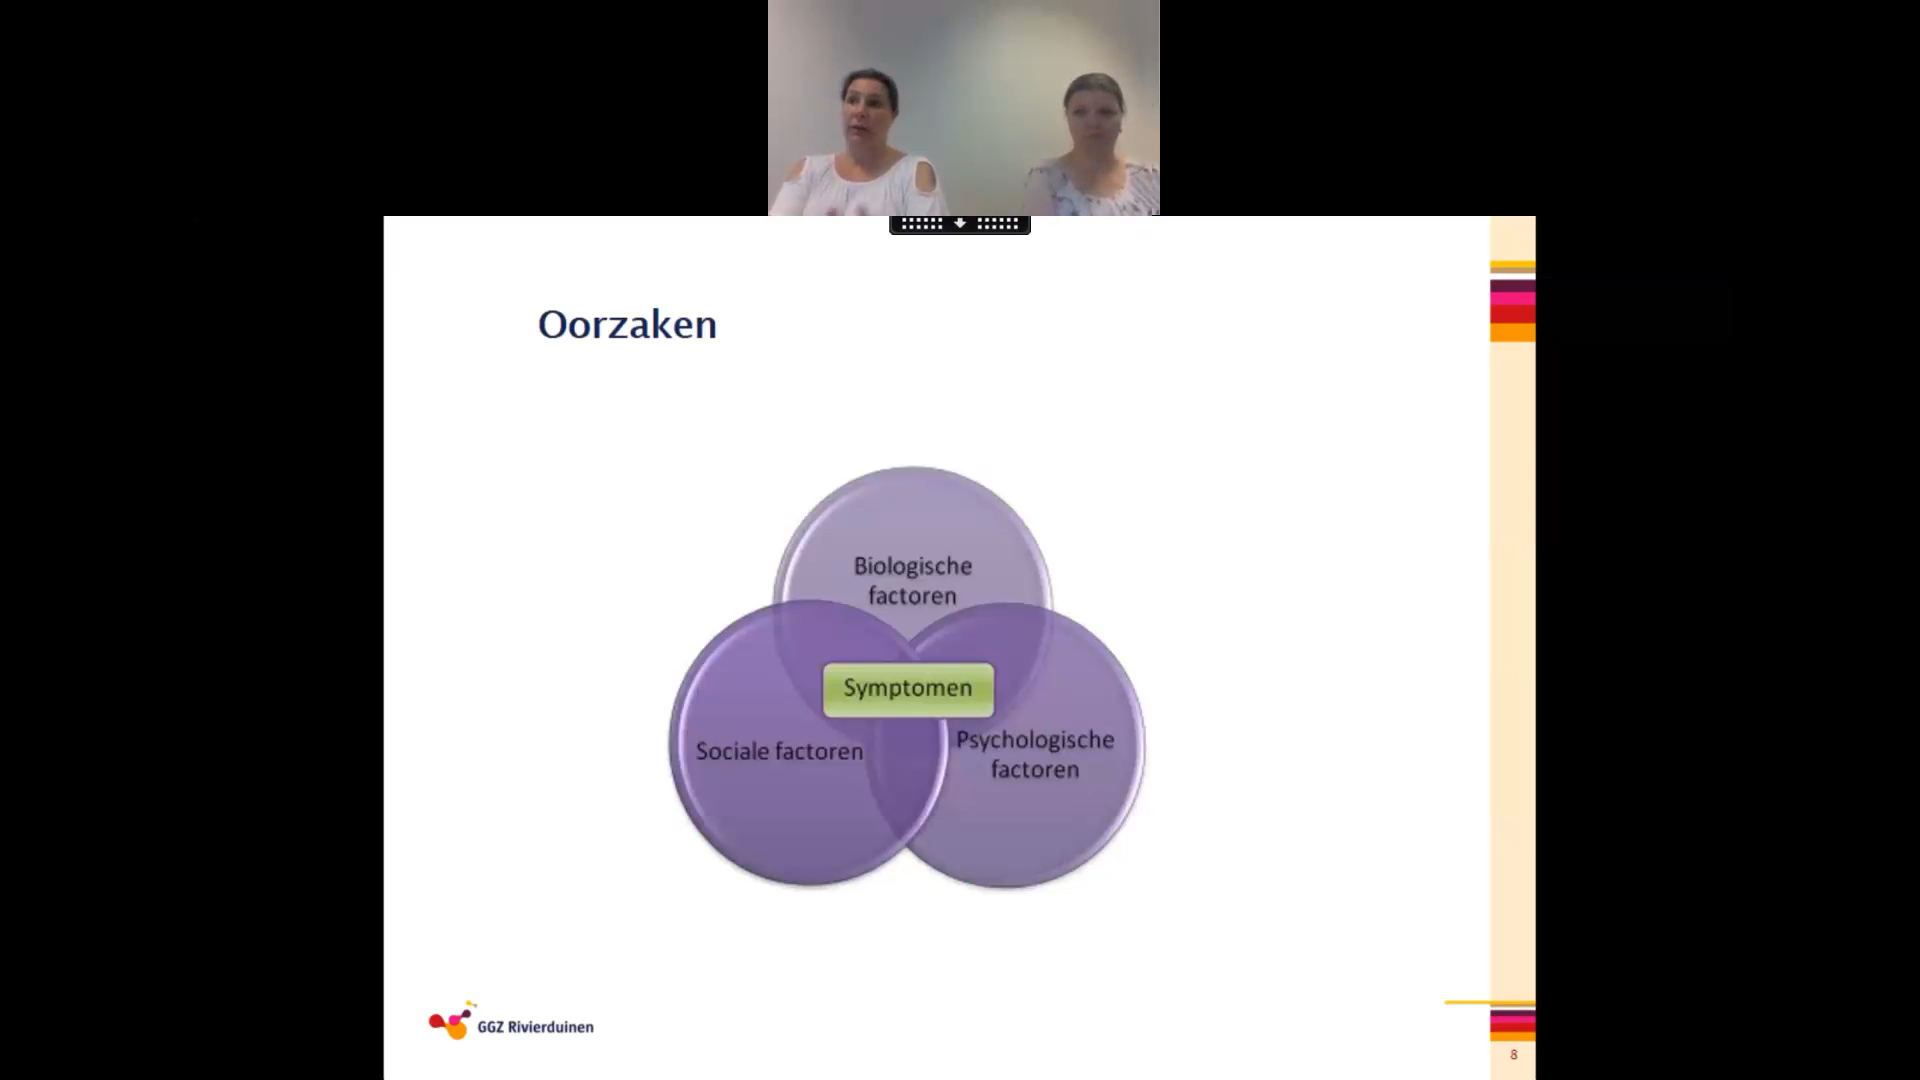 Oorzaken
Biologische
factoren
Symptomen
Sociale factoren
Psychologische
factoren
GGZ Rivierduinen
8